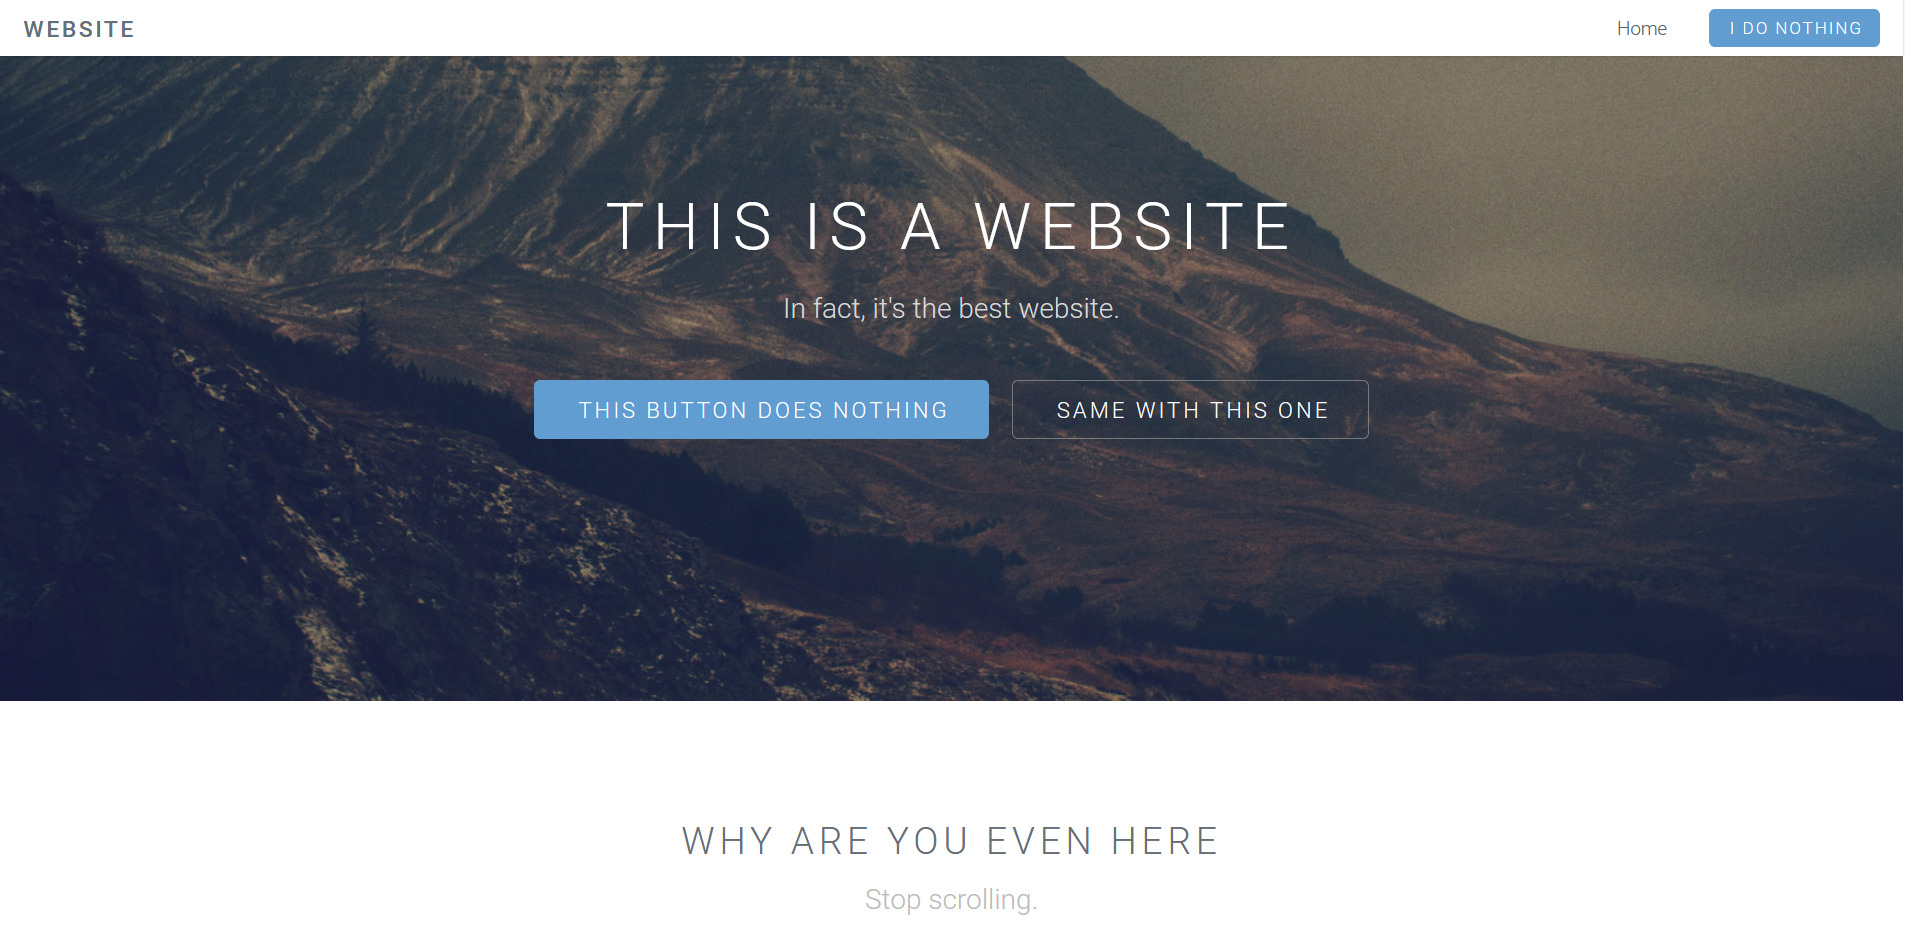 WEBSITE
Home
I DO NOTHING
THIS IS A WEBSITE
In fact, it's the best website.
THIS BUTTON DOES NOTHING
SAME WITH THIS ONE
WHY ARE YOU EVEN HERE
Stop scrolling.